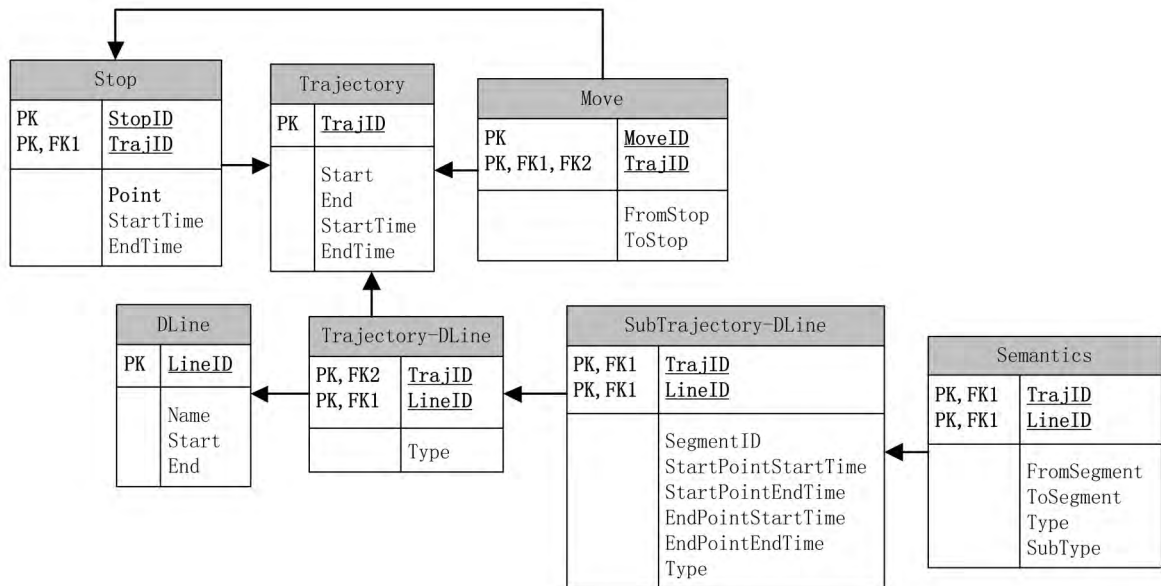 Stop
PK StopID
PK,FK1 TrajID
Point
StartTime
EndTime
Trajectory
PK TrajID
Start
End
StartTime
EndTime
Move
PK MoveID
PK,FK1,FK2 TrajID
FromStop
ToStop
DLine
PK LineID
Name
Start
End
Trajectory-DLine
PK,FK2 TrajID
PK,FK1 LineID
Type
SubTrajectory-DLine
PK,FK1 TrajID
PK,FK1 LineID
SegmentID
StartPointStartTime
StartPointEndTime
EndPointStartTime
EndPointEndTime
Type
Semantics
PK,FK1 TrajID
PK,FK1 LineID
FromSegment
ToSegment
Type
SubType